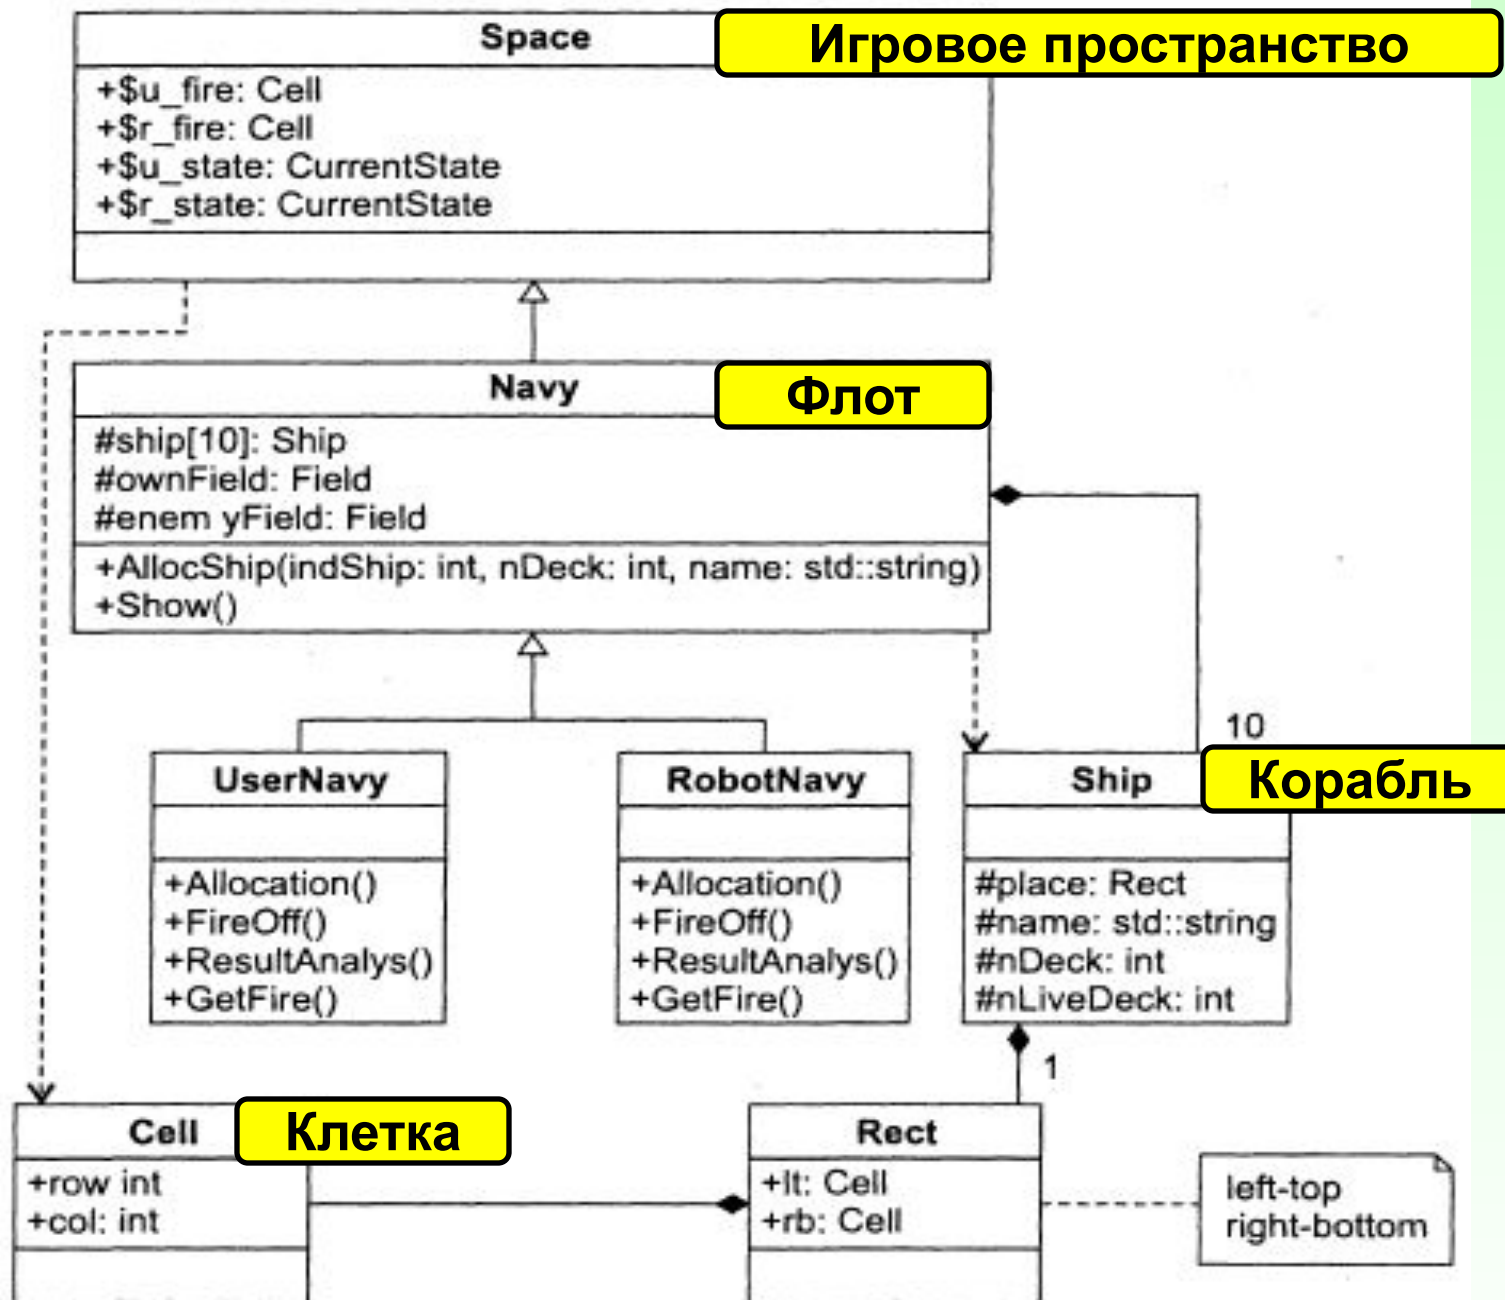 Space
Игровое пространство
+$u_fire: Cell
+$r_fire: Cell
+$u_state: CurrentState
+$r_state: CurrentState
Navy
Флот
#ship[10]: Ship
#ownField: Field
#enem yField: Field
+AllocShip(indShip: int, nDeck: int, name: std::string)
+Show()
10
UserNavy
+Allocation()
+FireOff()
+ResultAnalys()
+GetFire()
RobotNavy
+Allocation()
+FireOff()
+ResultAnalys()
+GetFire()
Ship
Корабль
#place: Rect
#name: std::string
#nDeck: int
#nLiveDeck: int
1
Cell
Клетка
+row int
+col: int
Rect
+lt: Cell
+rb: Cell
left-top
right-bottom